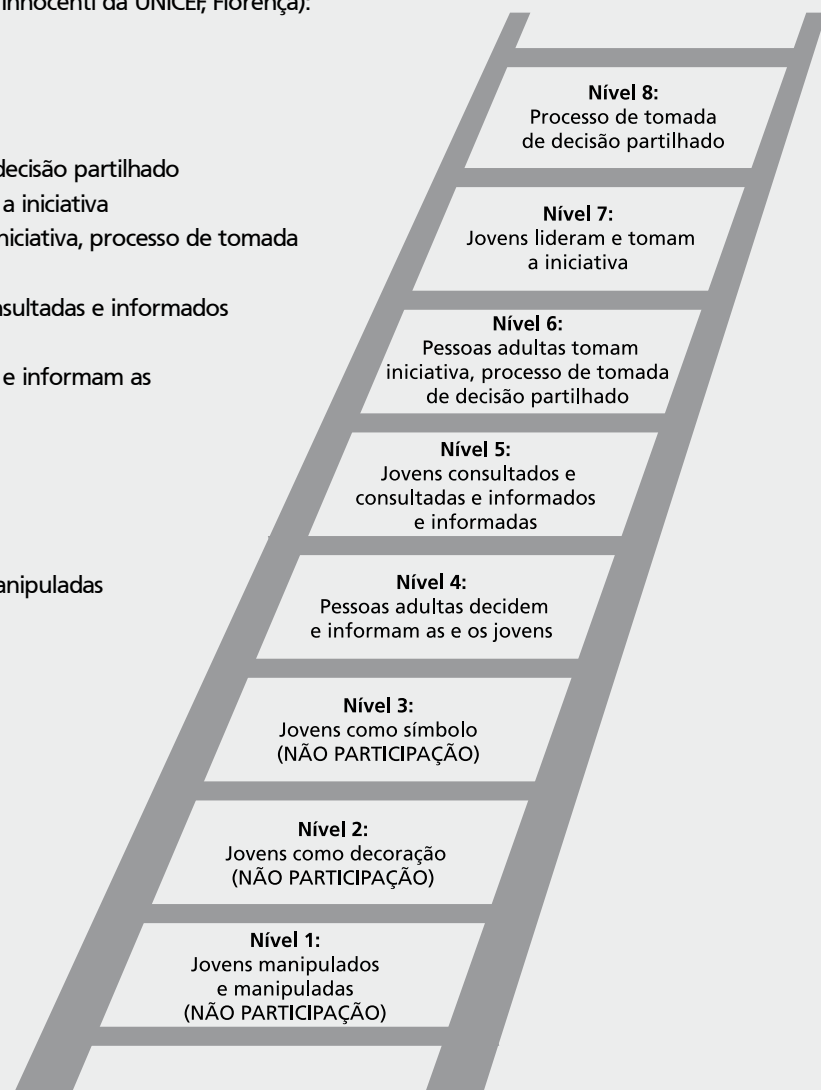 Innocenti da UNICEF, Florença):
decisão partilhado
a iniciativa
niciativa, processo de tomada
nsultadas e informados
e informam as
anipuladas
Nível 8:
Processo de tomada
de decisão partilhado
Nível 7:
Jovens lideram e tomam
a iniciativa
Nível 6:
Pessoas adultas tomam
iniciativa, processo de tomada
de decisão partilhado
Nível 5:
Jovens consultados e
consultadas e informados
e informadas
Nível 4:
Pessoas adultas decidem
e informam as e os jovens
Nível 3:
Jovens como símbolo
(NÃO PARTICIPAÇÃO)
Nível 2:
Jovens como decoração
(NÃO PARTICIPAÇÃO)
Nível 1:
Jovens manipulados
e manipuladas
(NÃO PARTICIPAÇÃO)